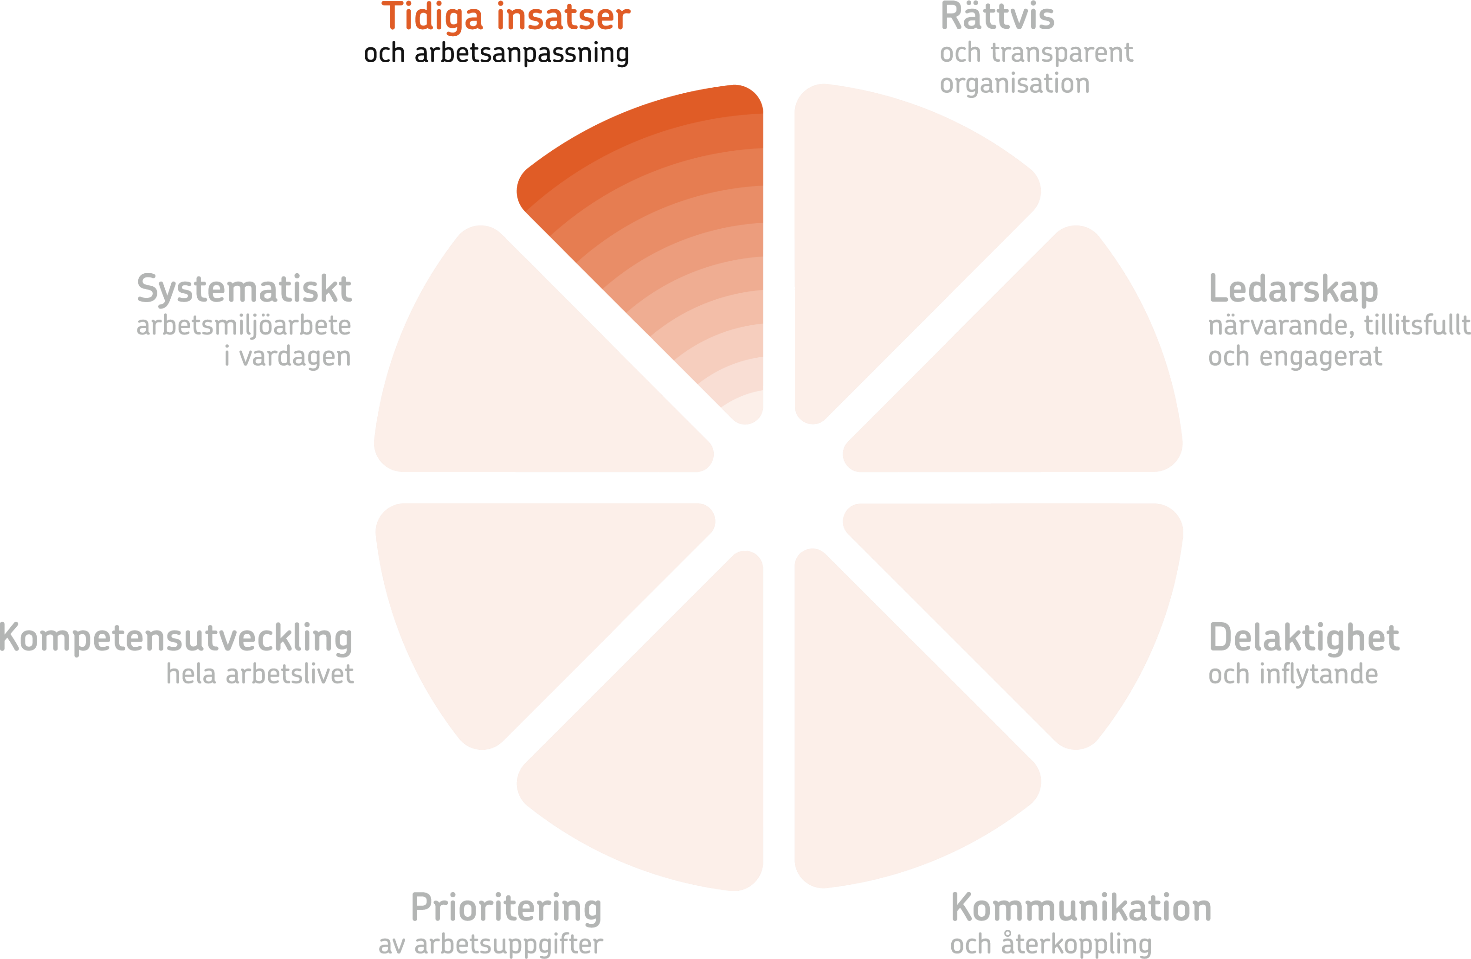 Tidiga insatser
och arbetsanpassning
Rättvis
och transparent
organisation
Systematiskt
arbetsmiljöarbete
i vardagen
Ledarskap
närvarande, tillitsfullt
och engagerat
Kompetensutveckling
hela arbetslivet
Delaktighet
och inflytande
Prioritering
av arbetsuppgifter
Kommunikation
och återkoppling